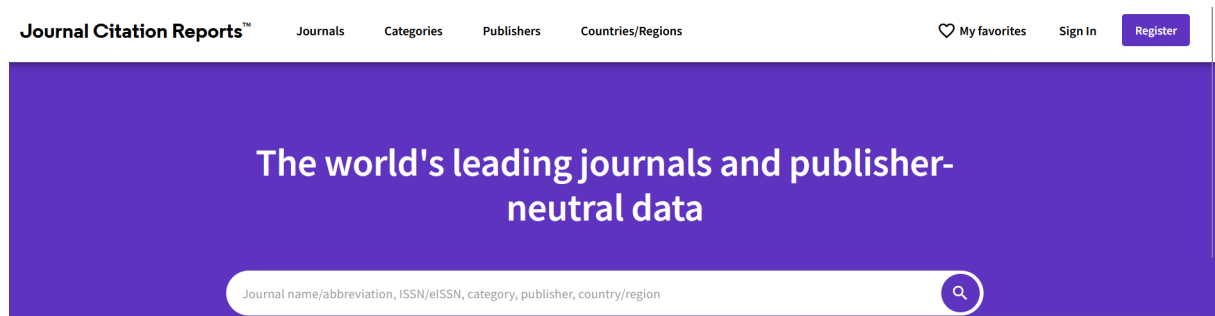 Journal Citation Reports™ Journals Categories Publishers Countries/Regions My favorites Sign In Register
The world's leading journals and publisher-
neutral data
Journal name/abbreviation, ISSN/eISSN, category, publisher, country/region